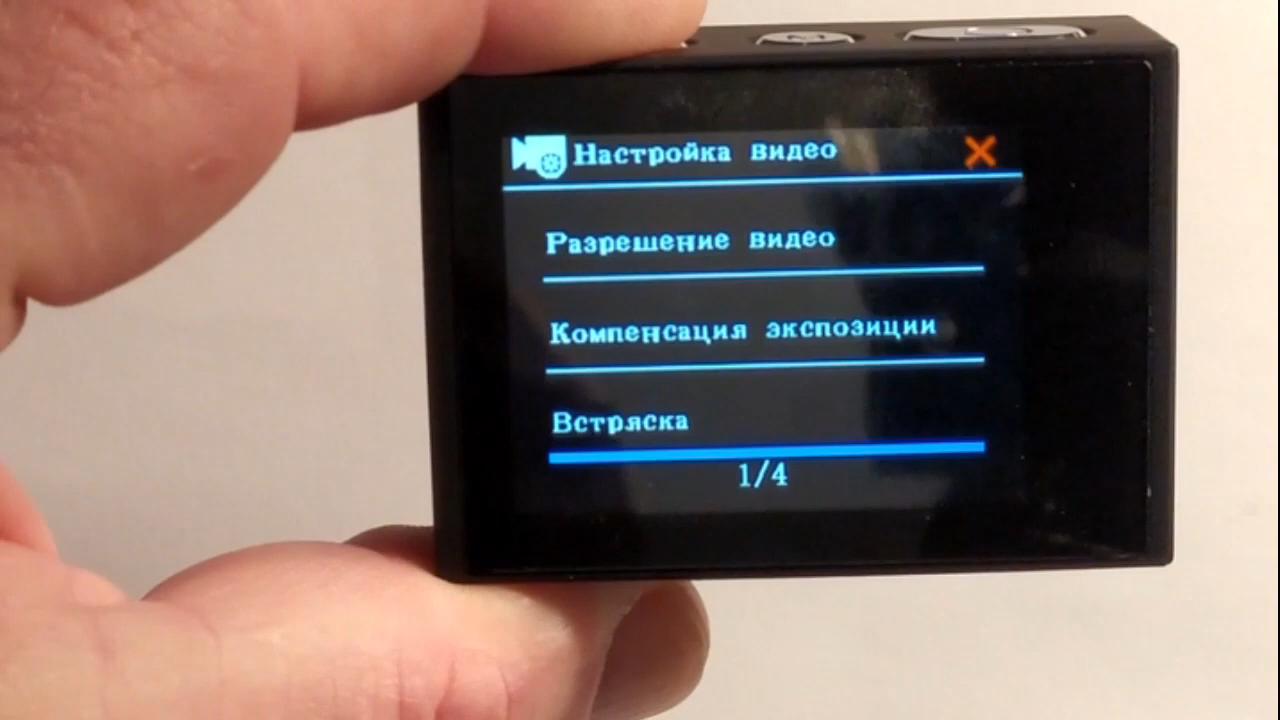 Настройка видео
Разрешение видео
Компенсация экспозиции
Встряска
1/4